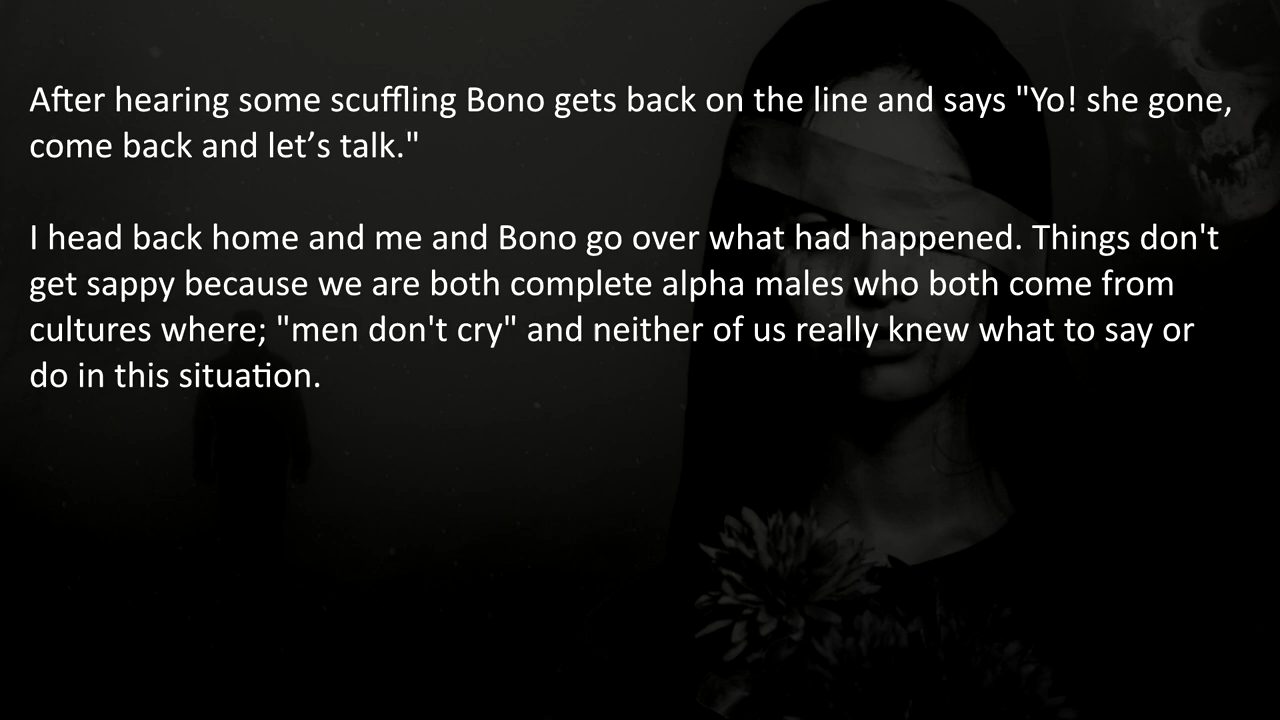 After hearing some scuffling Bono gets back on the line and says "Yo! she gone,
come back and let’s talk."
I head back home and me and Bono go over what had happened. Things don't
get sappy because we are both complete alpha males who both come from
cultures where; "men don't cry" and neither of us really knew what to say or
do in this situation.